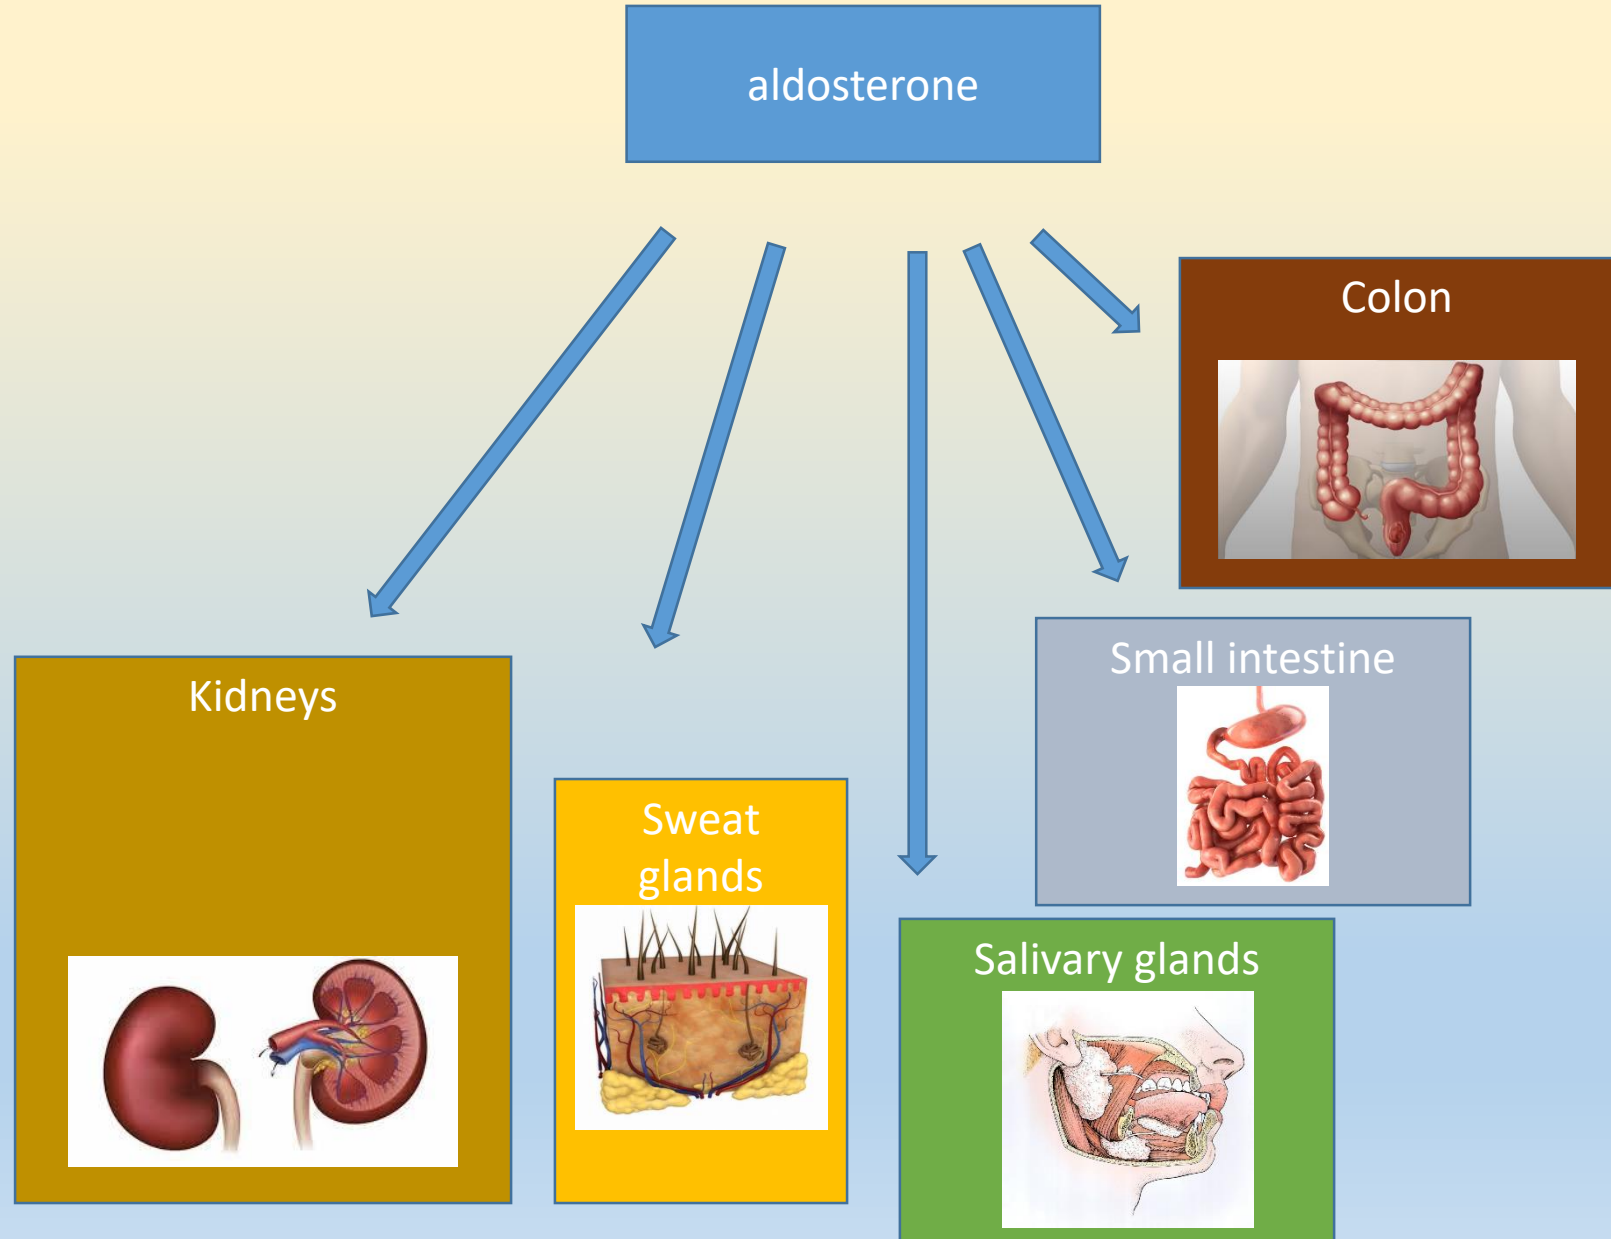 aldosterone
Colon
Small intestine
Kidneys
Sweat
glands
Salivary glands